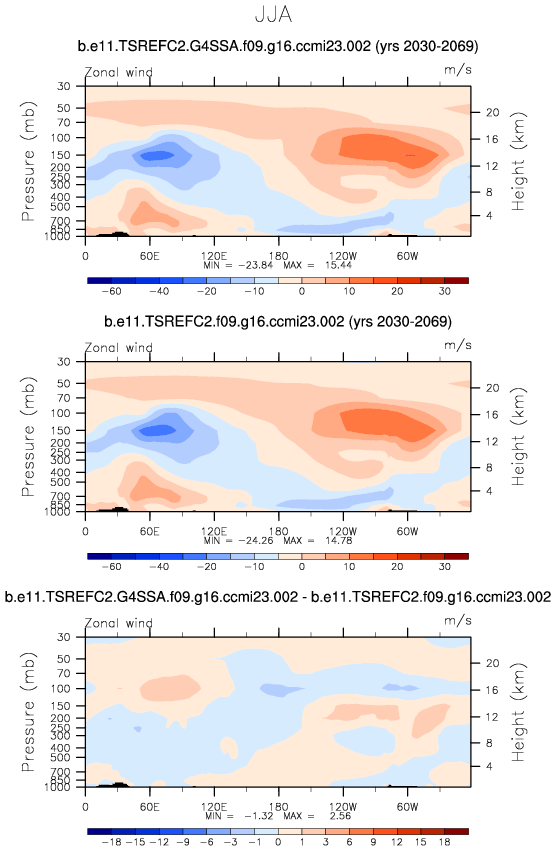 JJA
b.e11.TSREFC2.G4SSA.f09.g16.ccmi23.002 (yrs 2030-2069)
Zonal wind m/s
Pressure (mb)
30
50
70
100
150
200
250
300
400
500
700
850
1000
20
16
12
8
4
Height (km)
0 60E 120E 180 120W 60W
MIN = -23.84 MAX = 15.44
-60 -40 -20 -10 0 10 20 30
b.e11.TSREFC2.f09.g16.ccmi23.002 (yrs 2030-2069)
Zonal wind m/s
Pressure (mb)
30
50
70
100
150
200
250
300
400
500
700
850
1000
20
16
12
8
4
Height (km)
0 60E 120E 180 120W 60W
MIN = -24.26 MAX = 14.78
-60 -40 -20 -10 0 10 20 30
b.e11.TSREFC2.G4SSA.f09.g16.ccmi23.002 - b.e11.TSREFC2.f09.g16.ccmi23.002
Zonal wind m/s
Pressure (mb)
30
50
70
100
150
200
250
300
400
500
700
850
1000
20
16
12
8
4
Height (km)
0 60E 120E 180 120W 60W
MIN = -1.32 MAX = 2.56
-18 -15 -12 -9 -6 -3 -1 0 1 3 6 9 12 15 18